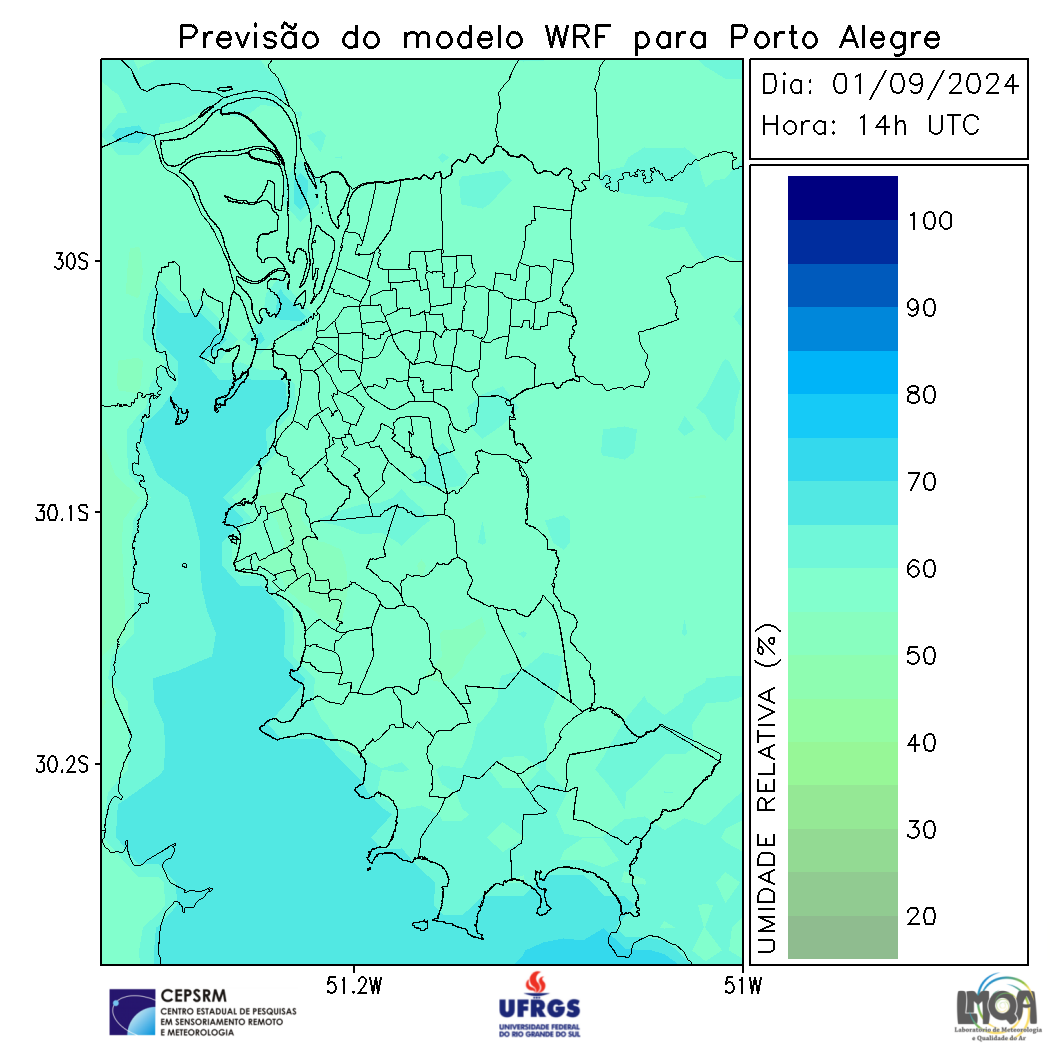 Previsão do modelo WRF para Porto Alegre
Dia: 01/09/2024
Hora: 14h UTC
100
90
80
70
60
50
40
30
20
UMIDADE RELATIVA (%)
30S
30.1S
30.2S
51.2W
51W
CEPSRM
CENTRO ESTADUAL DE PESQUISAS
EM SENSORIAMENTO REMOTO
E METEOROLOGIA
UFRGS
UNIVERSIDADE FEDERAL
DO RIO GRANDE DO SUL
LMQA
Laboratório de Meteorologia
e Qualidade do Ar